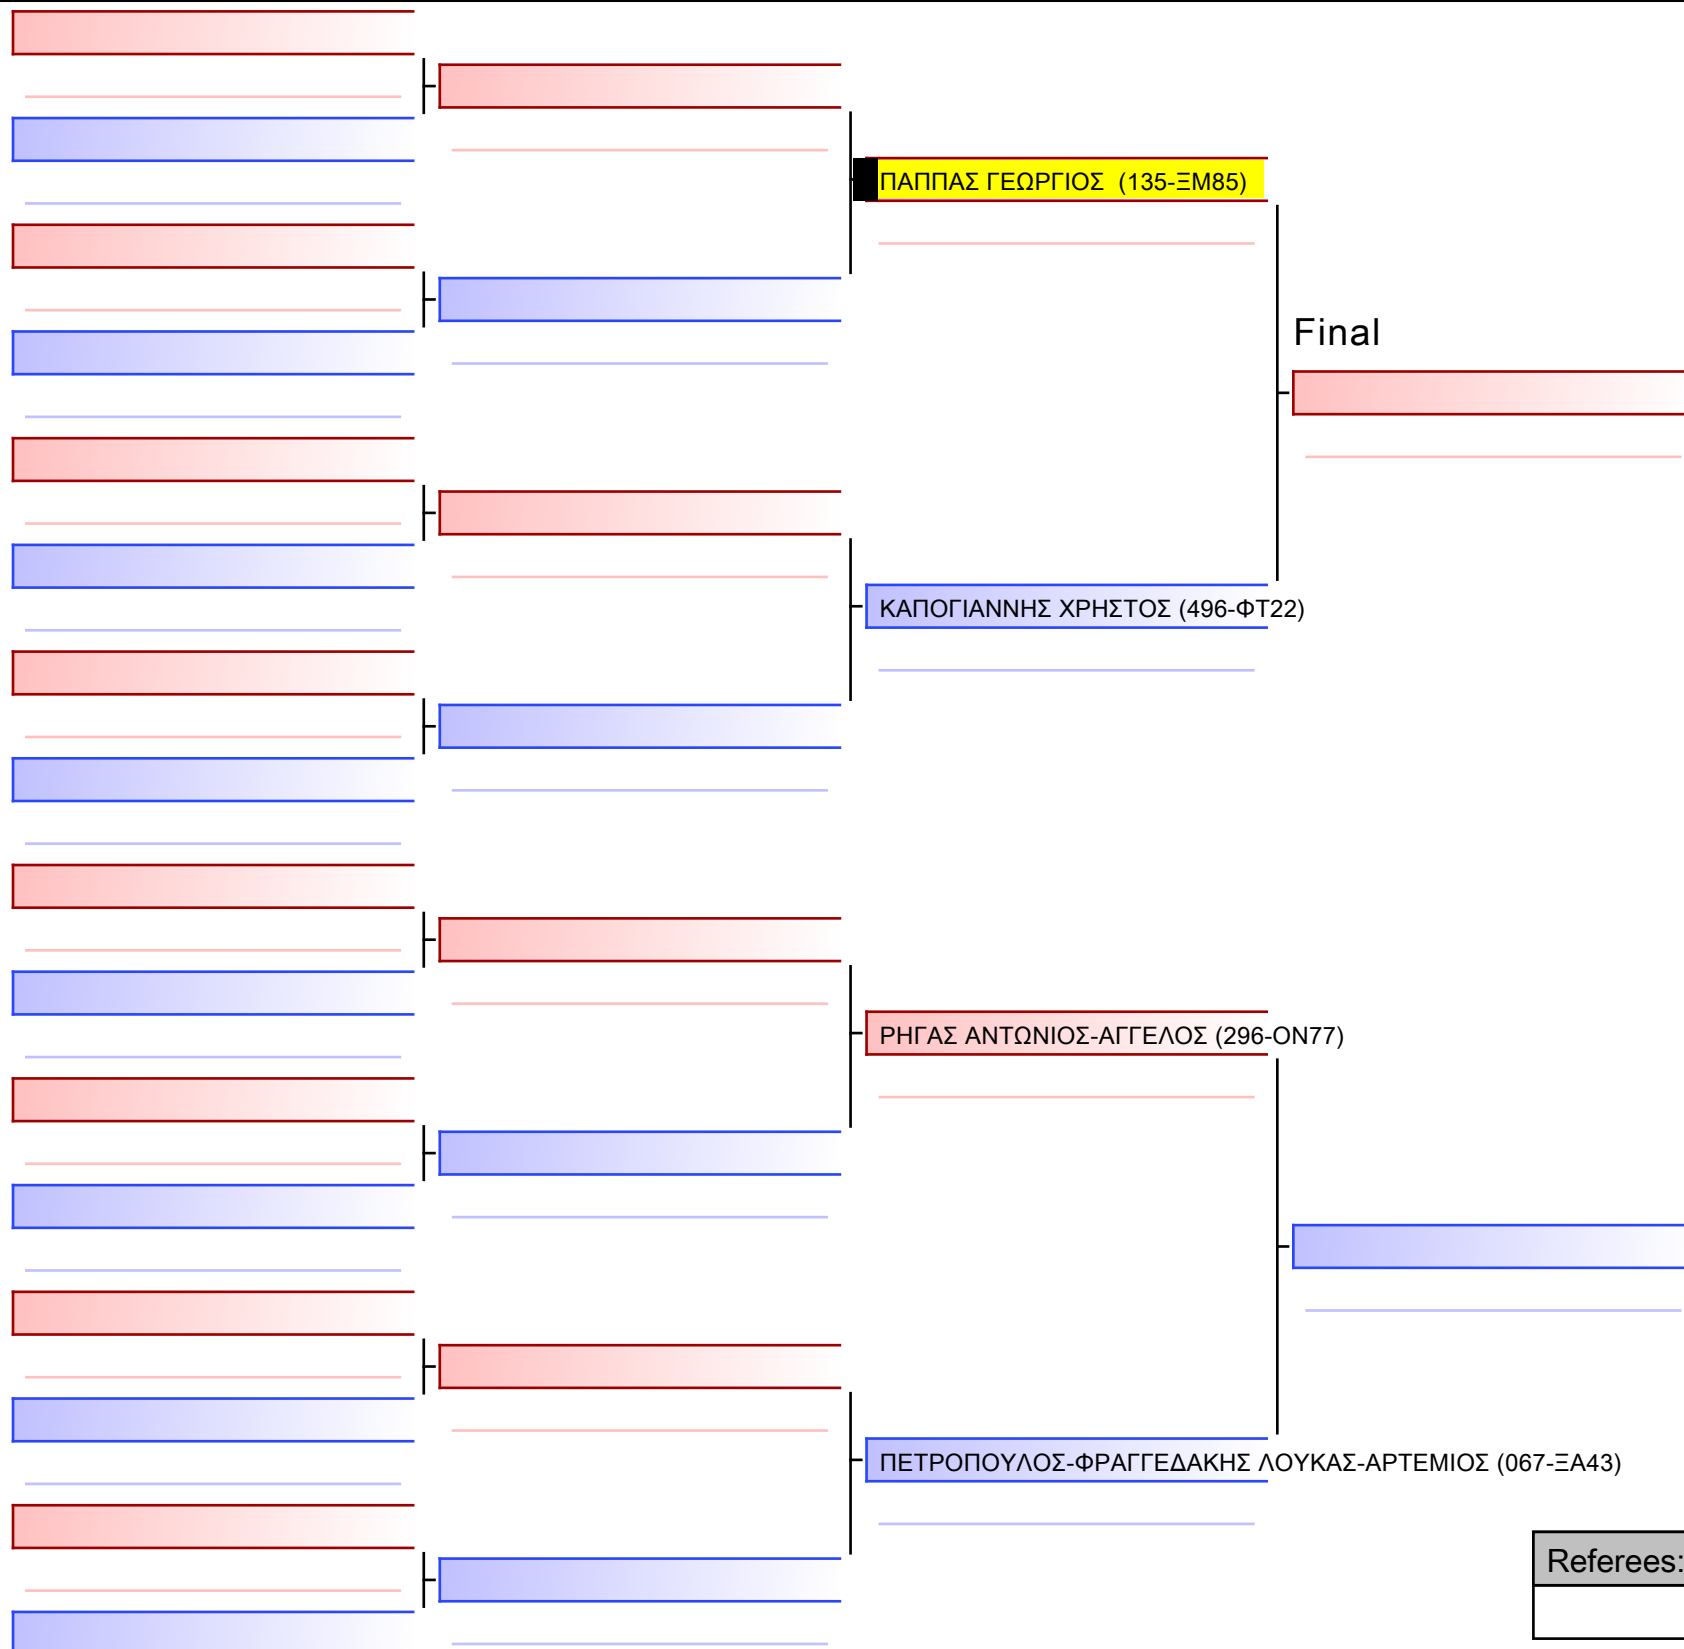 ΠΑΠΠΑΣ ΓΕΩΡΓΙΟΣ (135-ΞΜ85)
Final
ΚΑΠΟΓΙΑΝΝΗΣ ΧΡΗΣΤΟΣ (496-ΦΤ22)
ΡΗΓΑΣ ΑΝΤΩΝΙΟΣ-ΑΓΓΕΛΟΣ (296-ΟΝ77)
ΠΕΤΡΟΠΟΥΛΟΣ-ΦΡΑΓΓΕΔΑΚΗΣ ΛΟΥΚΑΣ-ΑΡΤΕΜΙΟΣ (067-ΞΑ43)
Referees: